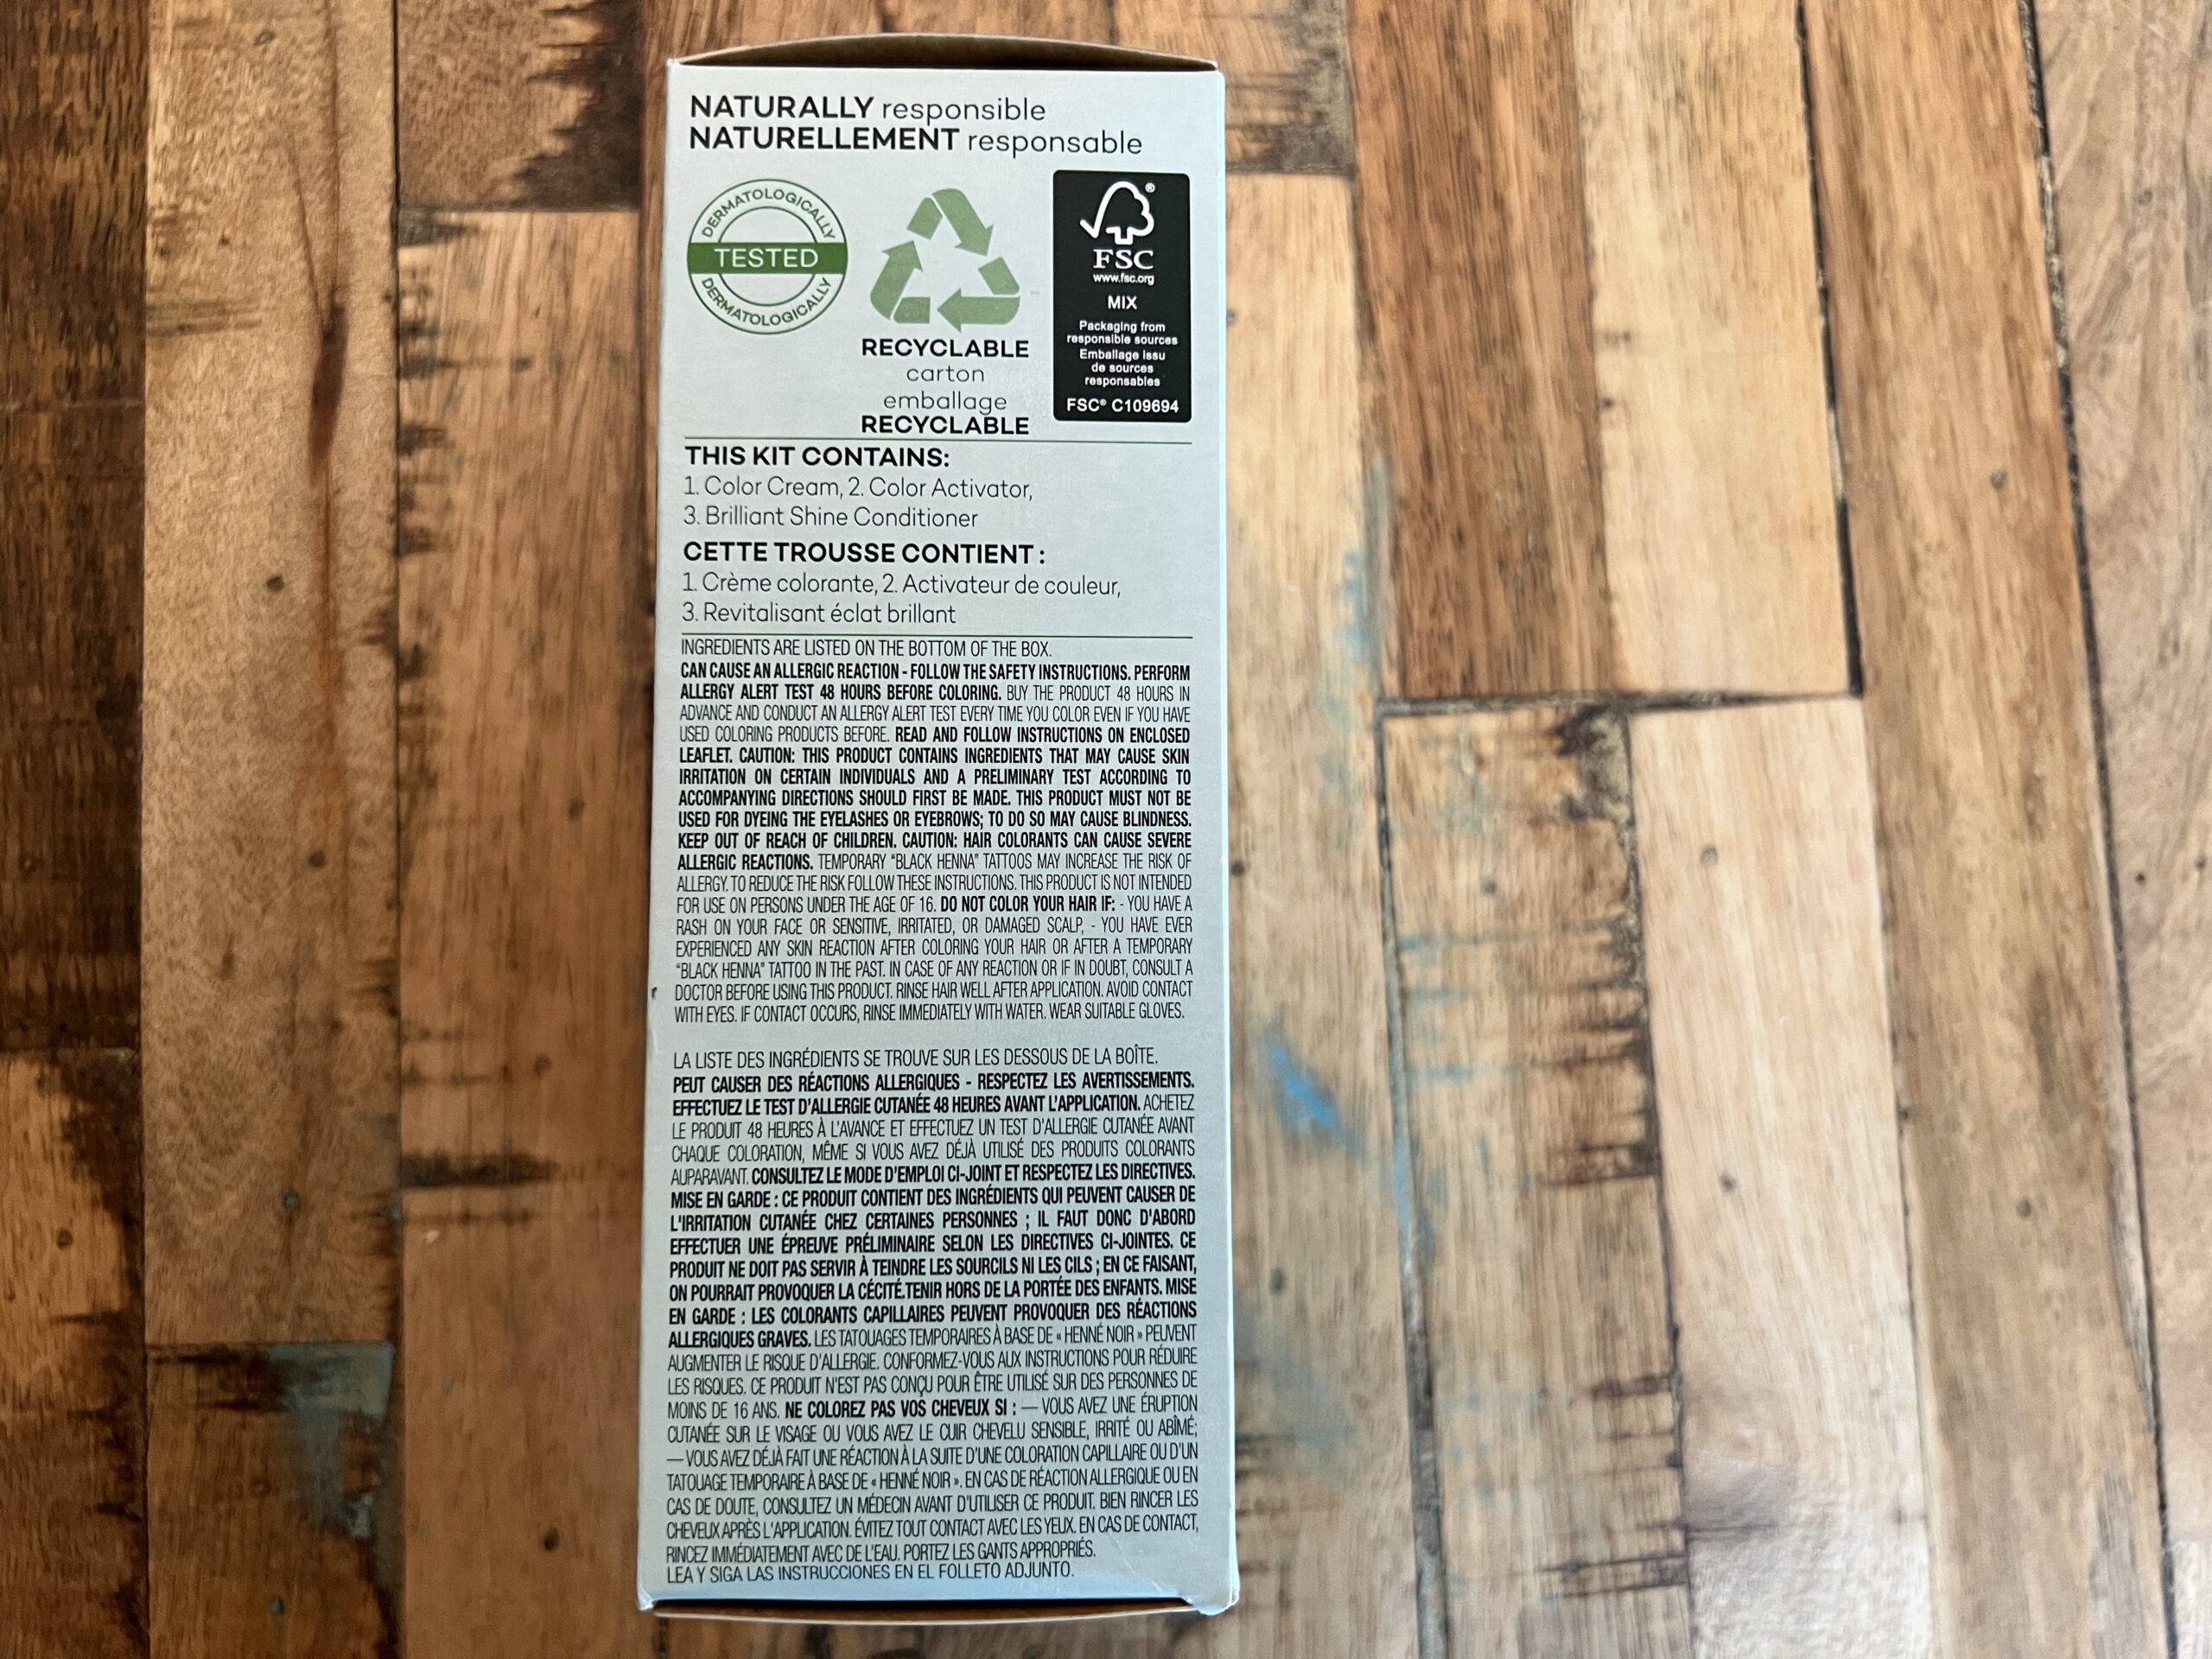 NATURALLY responsible
NATURELLEMENT responsable
DERMATOLOGICALLY
TESTED
DERMATOLOGICALLY
RECYCLABLE
carton
emballage
RECYCLABLE
®
FSC
www.fsc.org
MIX
Packaging from
responsible sources
Emballage issu
de sources
responsables
FSC® C109694
THIS KIT CONTAINS:
1. Color Cream, 2. Color Activator,
3. Brilliant Shine Conditioner
CETTE TROUSSE CONTIENT :
1. Crème colorante, 2. Activateur de couleur,
3. Revitalisant éclat brillant
INGREDIENTS ARE LISTED ON THE BOTTOM OF THE BOX.
CAN CAUSE AN ALLERGIC REACTION - FOLLOW THE SAFETY INSTRUCTIONS. PERFORM
ALLERGY ALERT TEST 48 HOURS BEFORE COLORING. BUY THE PRODUCT 48 HOURS IN
ADVANCE AND CONDUCT AN ALLERGY ALERT TEST EVERY TIME YOU COLOR EVEN IF YOU HAVE
USED COLORING PRODUCTS BEFORE. READ AND FOLLOW INSTRUCTIONS ON ENCLOSED
LEAFLET. CAUTION: THIS PRODUCT CONTAINS INGREDIENTS THAT MAY CAUSE SKIN
IRRITATION ON CERTAIN INDIVIDUALS AND A PRELIMINARY TEST ACCORDING TO
ACCOMPANYING DIRECTIONS SHOULD FIRST BE MADE. THIS PRODUCT MUST NOT BE
USED FOR DYEING THE EYELASHES OR EYEBROWS; TO DO SO MAY CAUSE BLINDNESS.
KEEP OUT OF REACH OF CHILDREN. CAUTION: HAIR COLORANTS CAN CAUSE SEVERE
ALLERGIC REACTIONS. TEMPORARY “BLACK HENNA” TATTOOS MAY INCREASE THE RISK OF
ALLERGY. TO REDUCE THE RISK FOLLOW THESE INSTRUCTIONS. THIS PRODUCT IS NOT INTENDED
FOR USE ON PERSONS UNDER THE AGE OF 16. DO NOT COLOR YOUR HAIR IF: - YOU HAVE A
RASH ON YOUR FACE OR SENSITIVE, IRRITATED, OR DAMAGED SCALP, - YOU HAVE EVER
EXPERIENCED ANY SKIN REACTION AFTER COLORING YOUR HAIR OR AFTER A TEMPORARY
“BLACK HENNA” TATTOO IN THE PAST. IN CASE OF ANY REACTION OR IF IN DOUBT, CONSULT A
DOCTOR BEFORE USING THIS PRODUCT. RINSE HAIR WELL AFTER APPLICATION. AVOID CONTACT
WITH EYES. IF CONTACT OCCURS, RINSE IMMEDIATELY WITH WATER. WEAR SUITABLE GLOVES.
LA LISTE DES INGRÉDIENTS SE TROUVE SUR LES DESSOUS DE LA BOÎTE.
PEUT CAUSER DES RÉACTIONS ALLERGIQUES - RESPECTEZ LES AVERTISSEMENTS.
EFFECTUEZ LE TEST D'ALLERGIE CUTANÉE 48 HEURES AVANT L'APPLICATION. ACHETEZ
LE PRODUIT 48 HEURES À L'AVANCE ET EFFECTUEZ UN TEST D'ALLERGIE CUTANÉE AVANT
CHAQUE COLORATION, MÊME SI VOUS AVEZ DÉJÀ UTILISÉ DES PRODUITS COLORANTS
AUPARAVANT. CONSULTEZ LE MODE D'EMPLOI CI-JOINT ET RESPECTEZ LES DIRECTIVES.
MISE EN GARDE : CE PRODUIT CONTIENT DES INGRÉDIENTS QUI PEUVENT CAUSER DE
L'IRRITATION CUTANÉE CHEZ CERTAINES PERSONNES ; IL FAUT DONC D'ABORD
EFFECTUER UNE ÉPREUVE PRÉLIMINAIRE SELON LES DIRECTIVES CI-JOINTES. CE
PRODUIT NE DOIT PAS SERVIR À TEINDRE LES SOURCILS NI LES CILS ; EN CE FAISANT,
ON POURRAIT PROVOQUER LA CÉCITÉ.TENIR HORS DE LA PORTÉE DES ENFANTS. MISE
EN GARDE : LES COLORANTS CAPILLAIRES PEUVENT PROVOQUER DES RÉACTIONS
ALLERGIQUES GRAVES. LES TATOUAGES TEMPORAIRES À BASE DE « HENNÉ NOIR » PEUVENT
AUGMENTER LE RISQUE D'ALLERGIE. CONFORMEZ-VOUS AUX INSTRUCTIONS POUR RÉDUIRE
LES RISQUES. CE PRODUIT N'EST PAS CONÇU POUR ÊTRE UTILISÉ SUR DES PERSONNES DE
MOINS DE 16 ANS. NE COLOREZ PAS VOS CHEVEUX SI : — VOUS AVEZ UNE ÉRUPTION
CUTANÉE SUR LE VISAGE OU VOUS AVEZ LE CUIR CHEVELU SENSIBLE, IRRITÉ OU ABÎMÉ;
— VOUS AVEZ DÉJÀ FAIT UNE RÉACTION À LA SUITE D'UNE COLORATION CAPILLAIRE OU D'UN
TATOUAGE TEMPORAIRE À BASE DE « HENNÉ NOIR ». EN CAS DE RÉACTION ALLERGIQUE OU EN
CAS DE DOUTE, CONSULTEZ UN MÉDECIN AVANT D'UTILISER CE PRODUIT. BIEN RINCER LES
CHEVEUX APRÈS L'APPLICATION. ÉVITEZ TOUT CONTACT AVEC LES YEUX. EN CAS DE CONTACT,
RINCEZ IMMÉDIATEMENT AVEC DE L'EAU. PORTEZ LES GANTS APPROPRIÉS.
LEA Y SIGA LAS INSTRUCCIONES EN EL FOLLETO ADJUNTO.